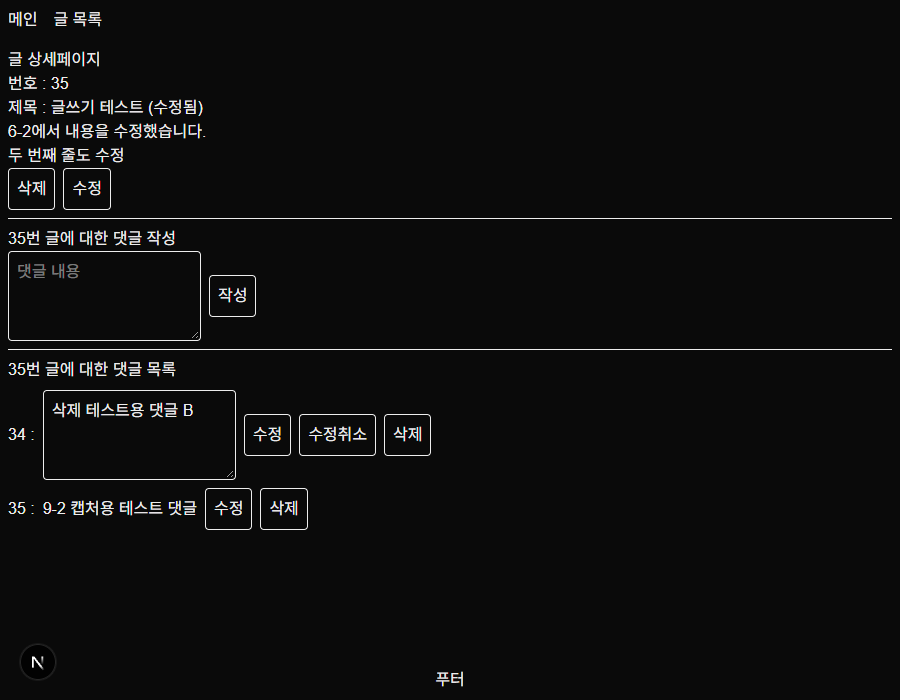 메인 글 목록
글 상세페이지
번호 : 35
제목 : 글쓰기 테스트 (수정됨)
6-2에서 내용을 수정했습니다.
두 번째 줄도 수정
삭제 수정
35번 글에 대한 댓글 작성
댓글 내용 작성
35번 글에 대한 댓글 목록
34 : 삭제 테스트용 댓글 B 수정 수정취소 삭제
35 : 9-2 캡처용 테스트 댓글 수정 삭제
N
푸터